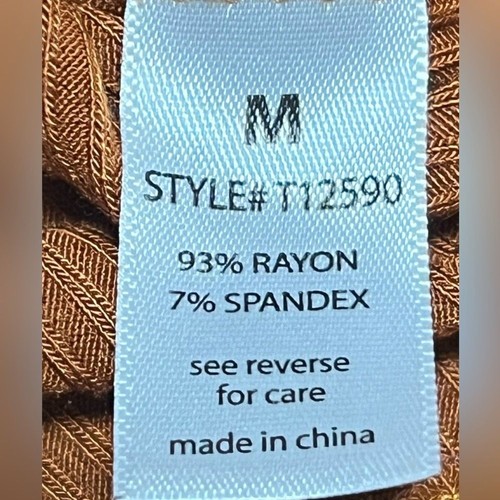 M
STYLE# T12590
93% RAYON
7% SPANDEX
see reverse
for care
made in china